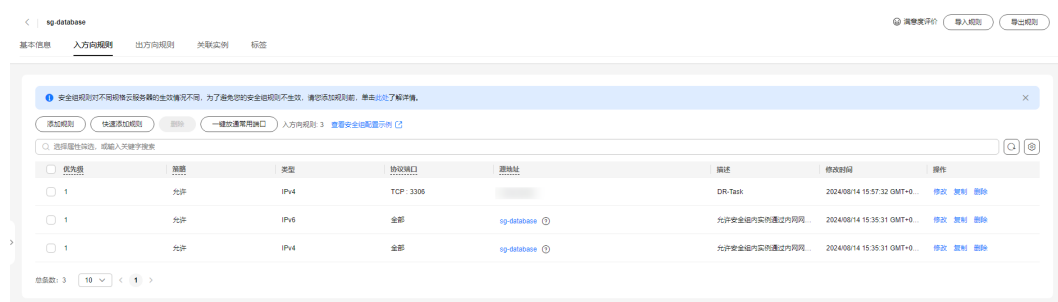 sg-database 满意度评价 导入规则 导出规则
基本信息 入方向规则 出方向规则 关联实例 标签
安全组规则对不同规格云服务器的生效情况不同，为了避免您的安全组规则不生效，请您添加规则前，单击此处了解详情。
添加规则 快速添加规则 删除 一键放通常用端口 入方向规则: 3 查看安全组配置示例
选择属性筛选，或输入关键字搜索
优先级 策略 类型 协议端口 源地址 描述 修改时间 操作
1 允许 IPv4 TCP : 3306 DR-Task 2024/08/14 15:57:32 GMT+0... 修改 复制 删除
1 允许 IPv6 全部 sg-database 允许安全组内实例通过内网网... 2024/08/14 15:35:31 GMT+0... 修改 复制 删除
1 允许 IPv4 全部 sg-database 允许安全组内实例通过内网网... 2024/08/14 15:35:31 GMT+0... 修改 复制 删除
总条数: 3 10 < 1 >